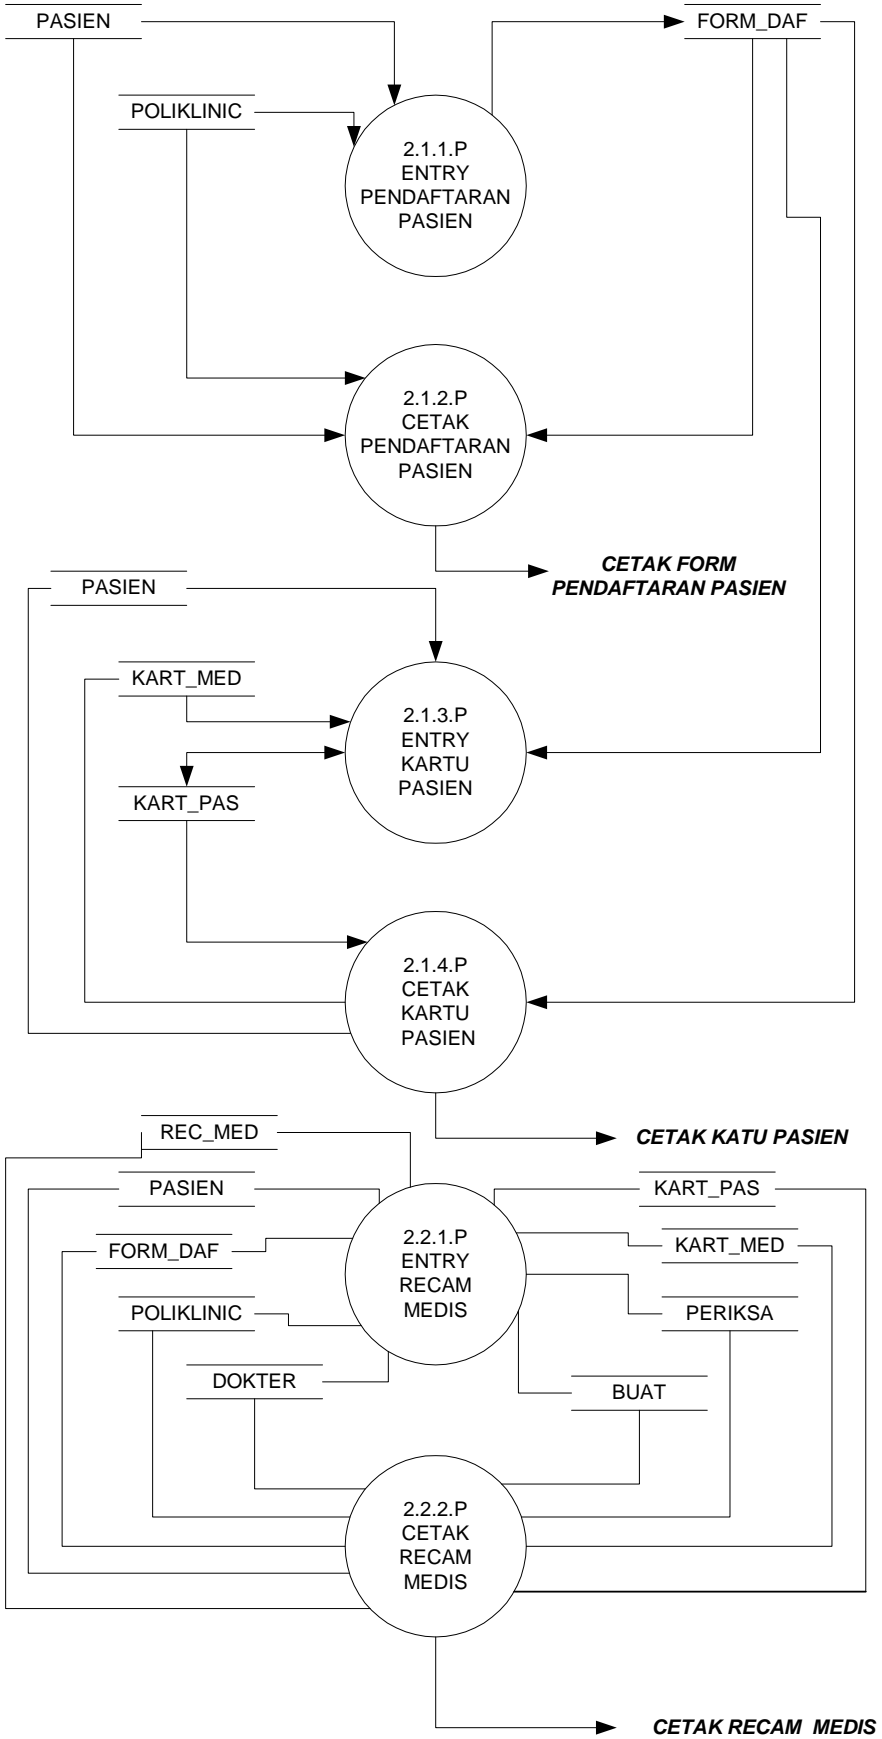 PASIEN
FORM_DAF
POLIKLINIC
2.1.1.P
ENTRY
PENDAFTARAN
PASIEN
2.1.2.P
CETAK
PENDAFTARAN
PASIEN
CETAK FORM
PENDAFTARAN PASIEN
PASIEN
KART_MED
2.1.3.P
ENTRY
KARTU
PASIEN
KART_PAS
2.1.4.P
CETAK
KARTU
PASIEN
CETAK KATU PASIEN
REC_MED
PASIEN
KART_PAS
FORM_DAF
2.2.1.P
ENTRY
RECAM
MEDIS
KART_MED
POLIKLINIC
PERIKSA
DOKTER
BUAT
2.2.2.P
CETAK
RECAM
MEDIS
CETAK RECAM MEDIS